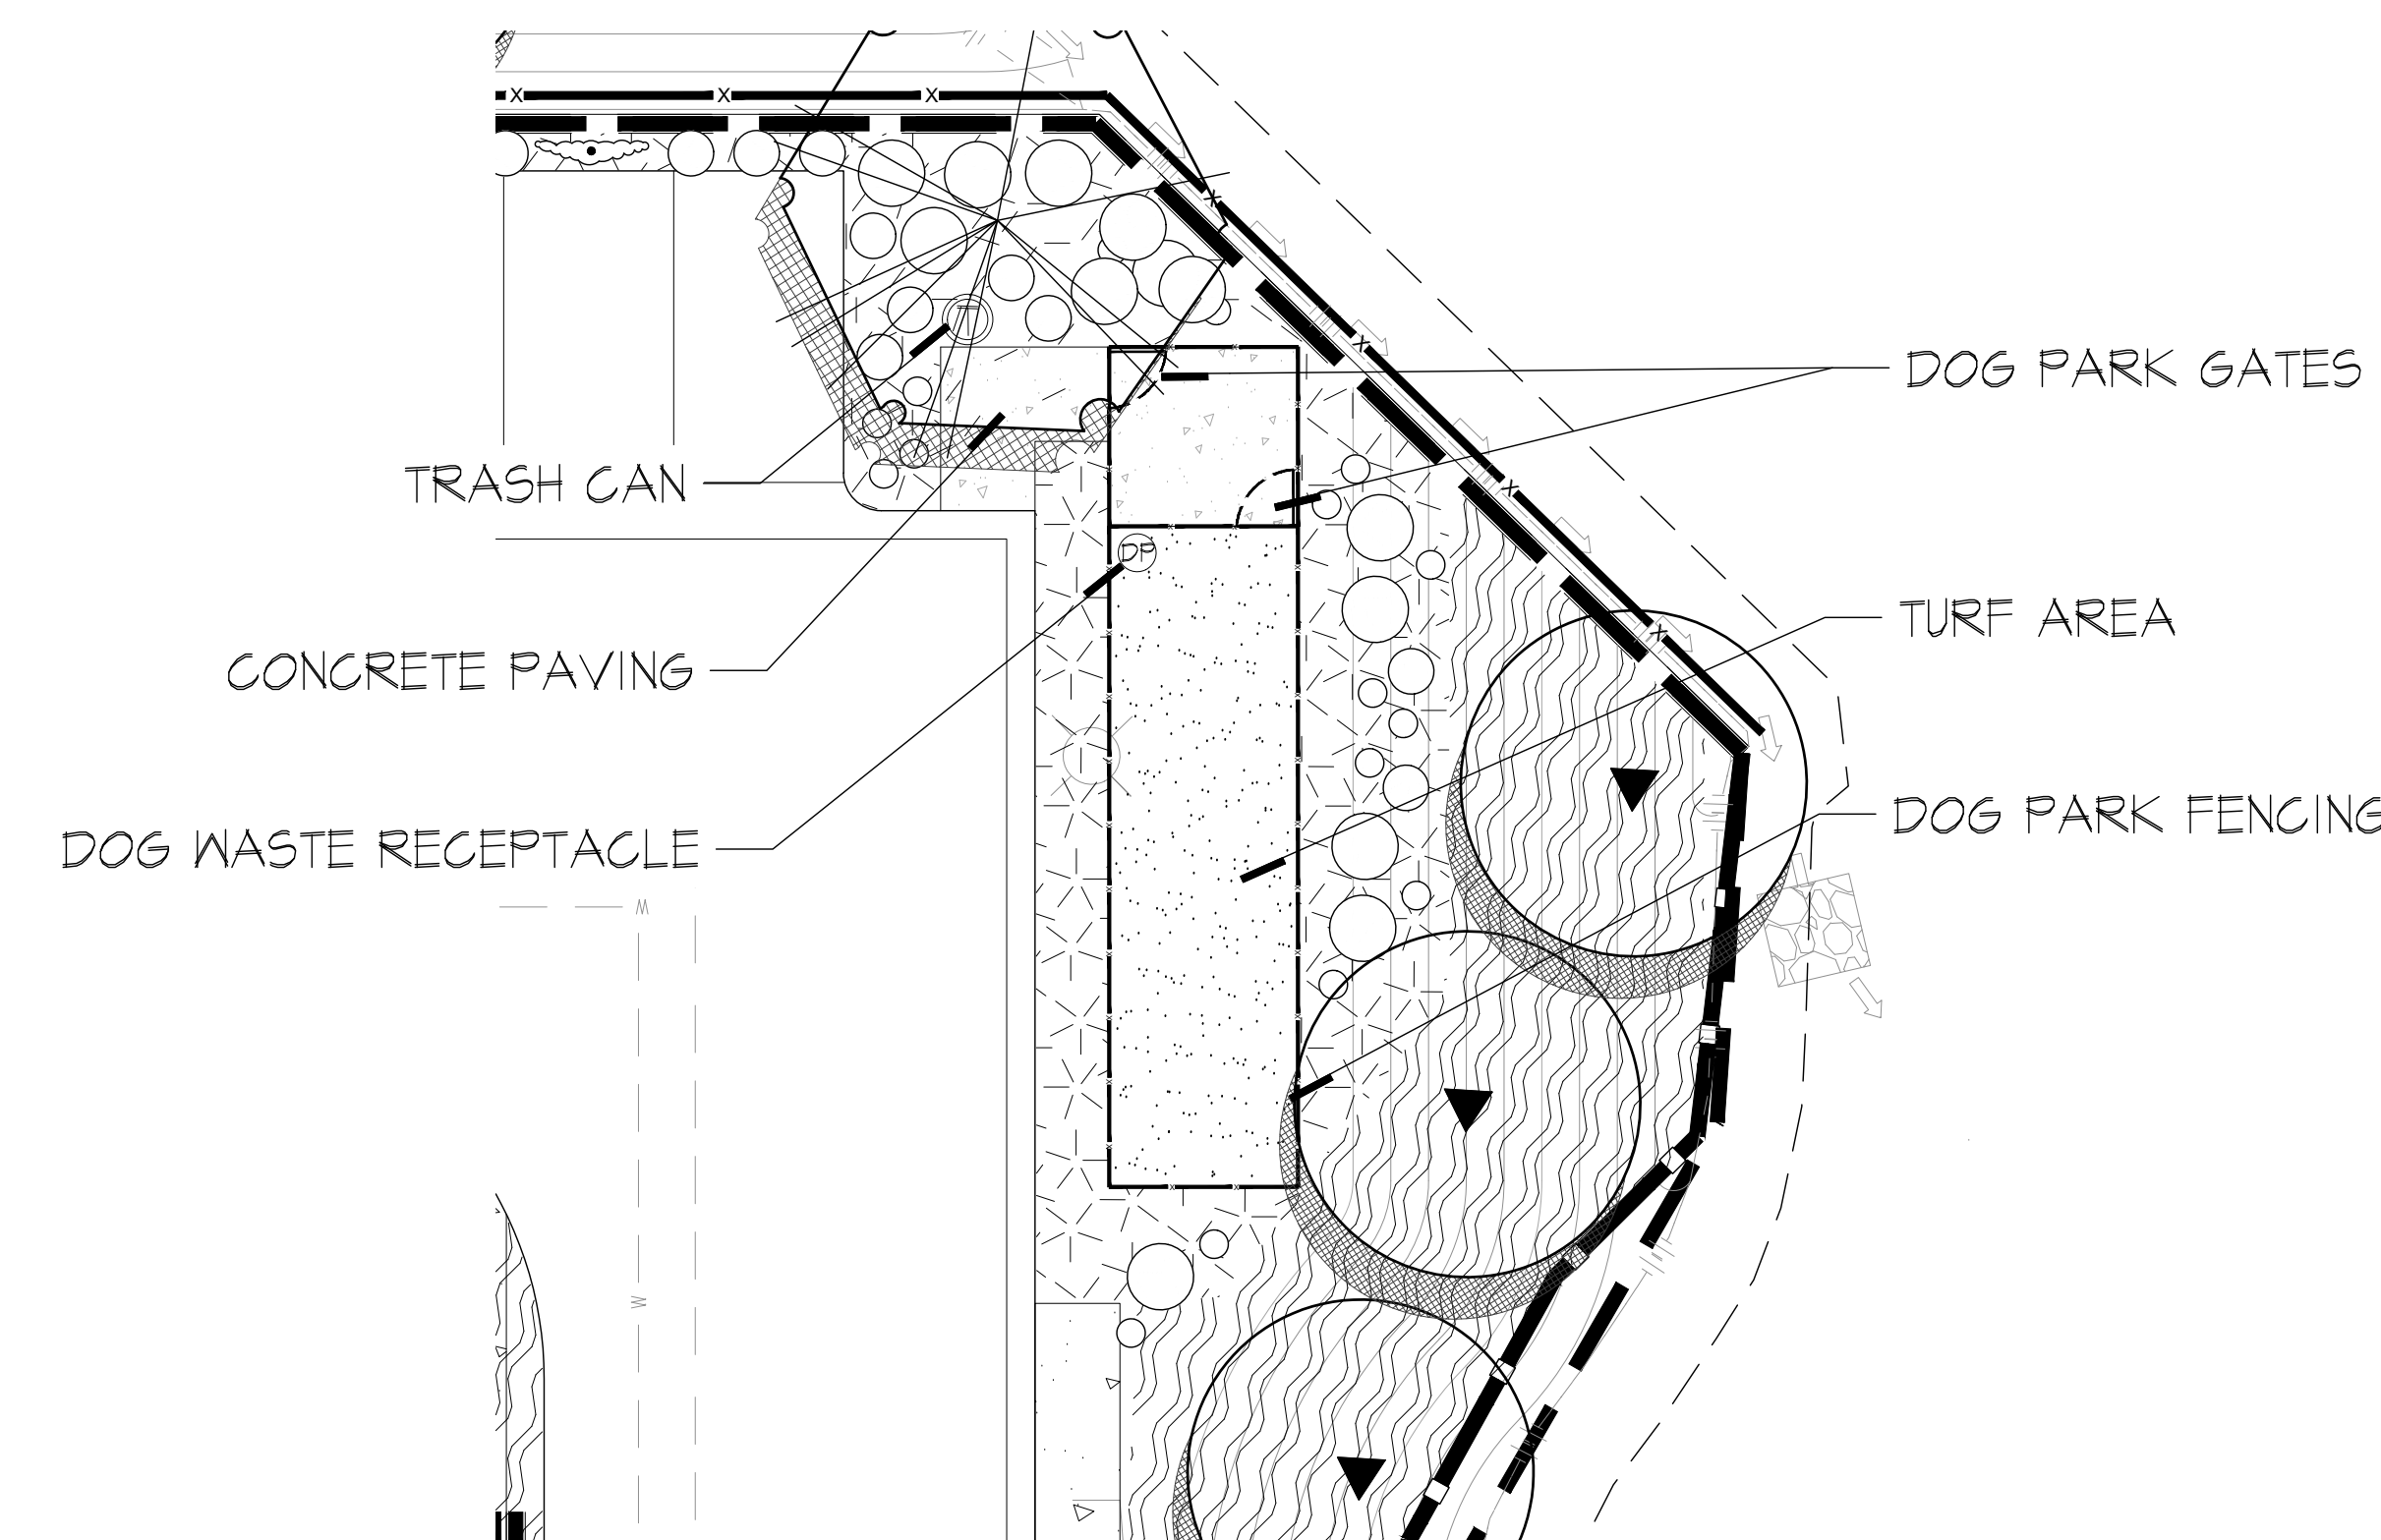 DOG PARK GATES
TRASH CAN
DP
TURF AREA
CONCRETE PAVING
DOG PARK FENCING
DOG WASTE RECEPTACLE